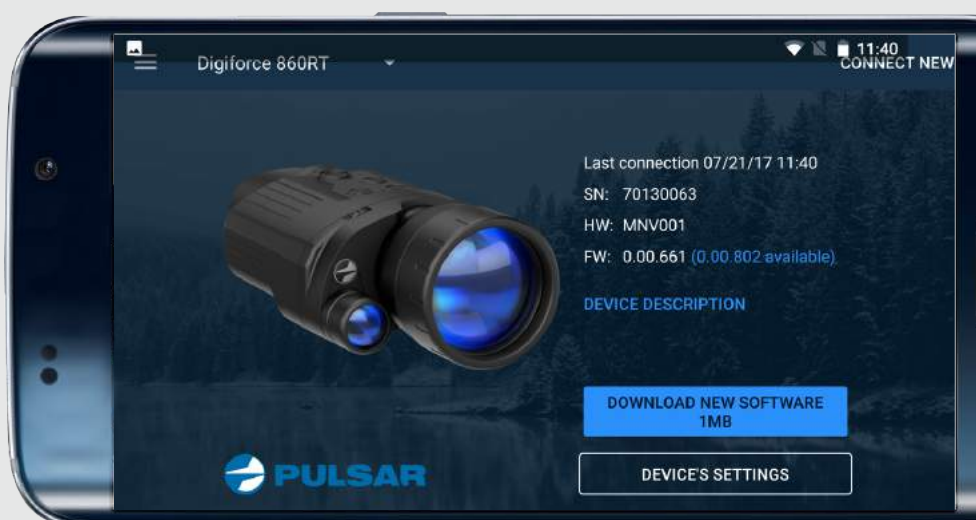 11:40
Digiforce 860RT
CONNECT NEW
Last connection 07/21/17 11:40
SN: 70130063
HW: MNV001
FW: 0.00.661 (0.00.802 available)
DEVICE DESCRIPTION
DOWNLOAD NEW SOFTWARE
1MB
DEVICE'S SETTINGS
PULSAR